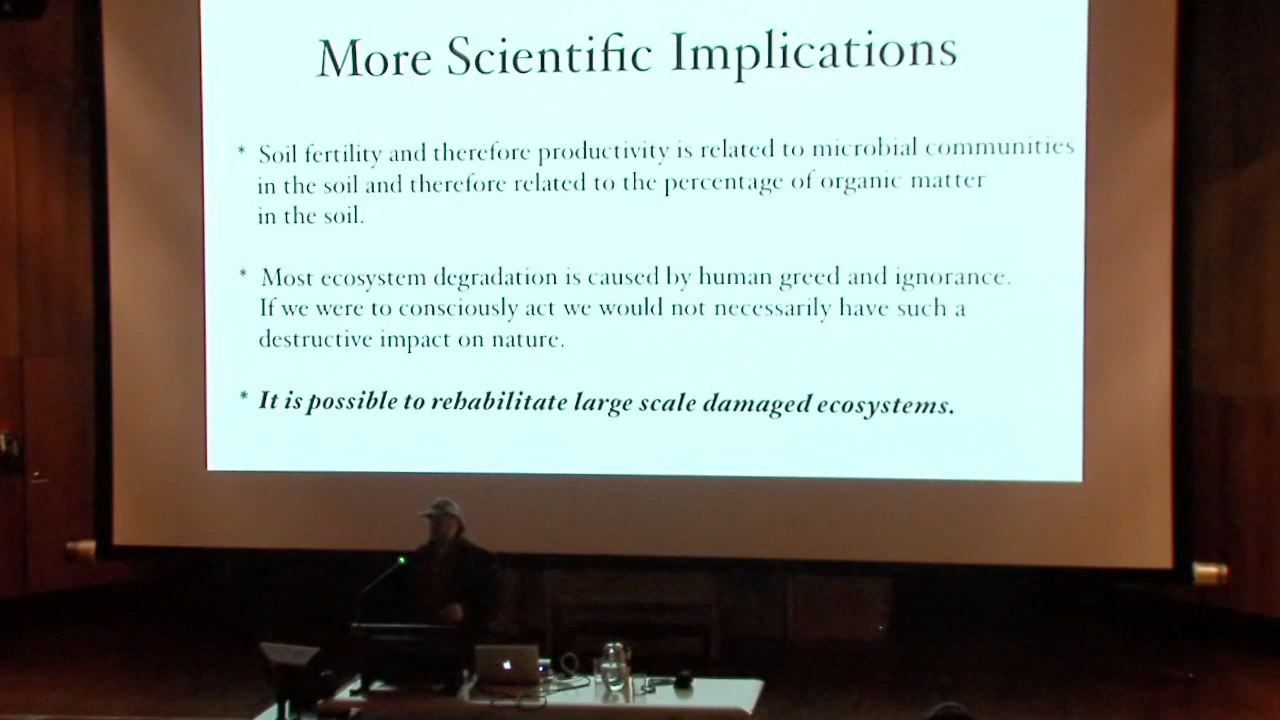 More Scientific Implications
* Soil fertility and therefore productivity is related to microbial communities
in the soil and therefore related to the percentage of organic matter
in the soil.
* Most ecosystem degradation is caused by human greed and ignorance.
If we were to consciously act we would not necessarily have such a
destructive impact on nature.
* It is possible to rehabilitate large scale damaged ecosystems.